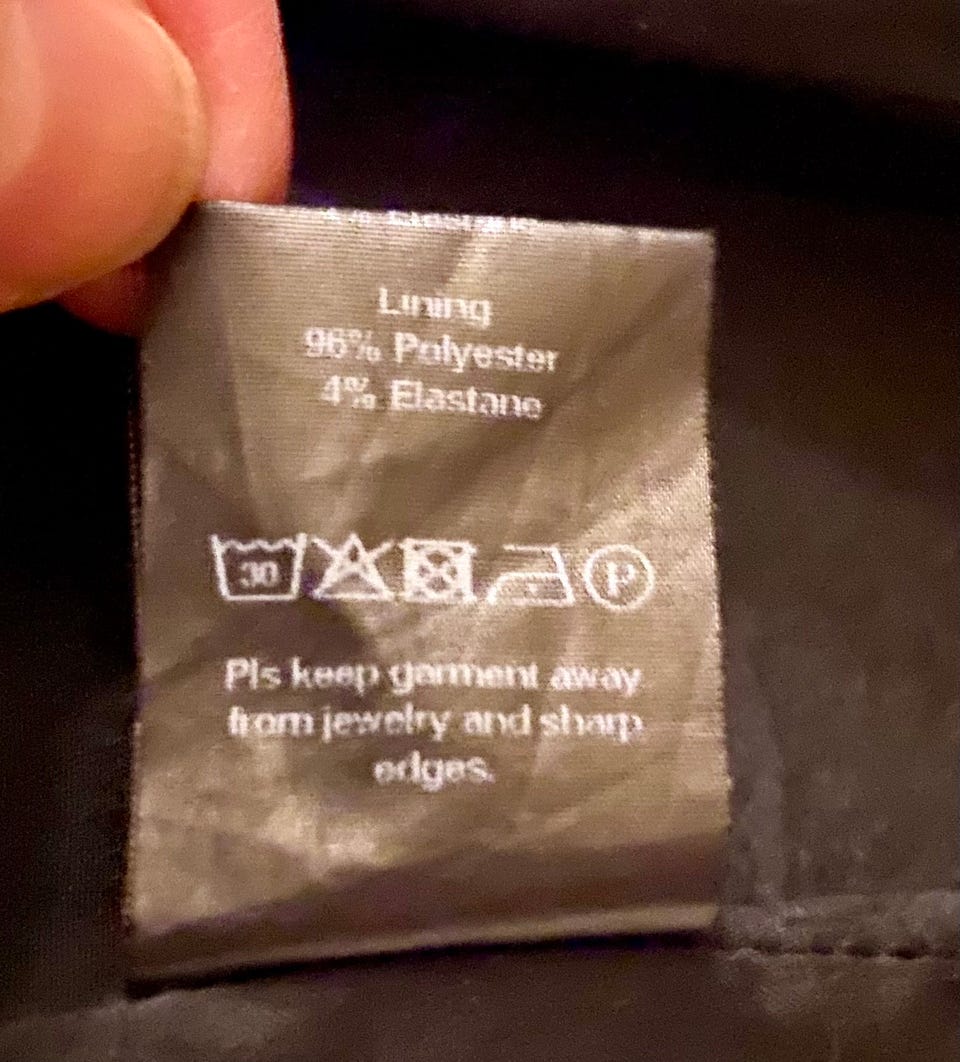 Lining
96% Polyester
4% Elastane
30 P
Pls keep garment away
from jewelry and sharp
edges.